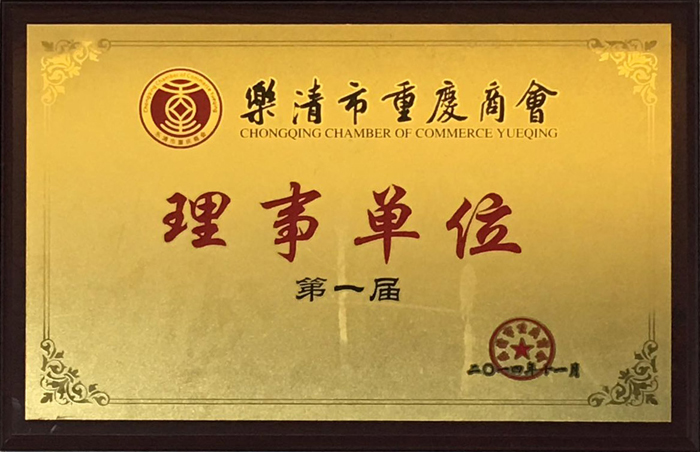 樂清市重慶商會
CHONGQING CHAMBER OF COMMERCE YUEQING
理事单位
第一届
二〇一四年十一月